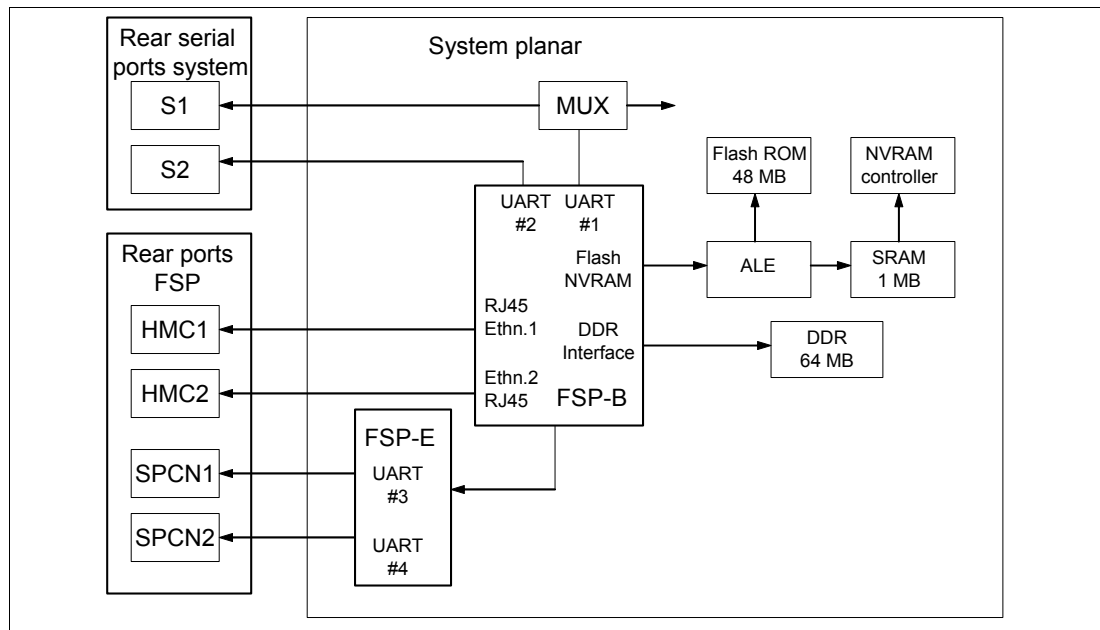 Rear serial
ports system
S1
S2
Rear ports
FSP
HMC1
HMC2
SPCN1
SPCN2
System planar
MUX
UART
#2
UART
#1
Flash
NVRAM
RJ45
Ethn.1
DDR
Interface
Ethn.2
RJ45
FSP-B
FSP-E
UART
#3
UART
#4
Flash ROM
48 MB
NVRAM
controller
ALE
SRAM
1 MB
DDR
64 MB